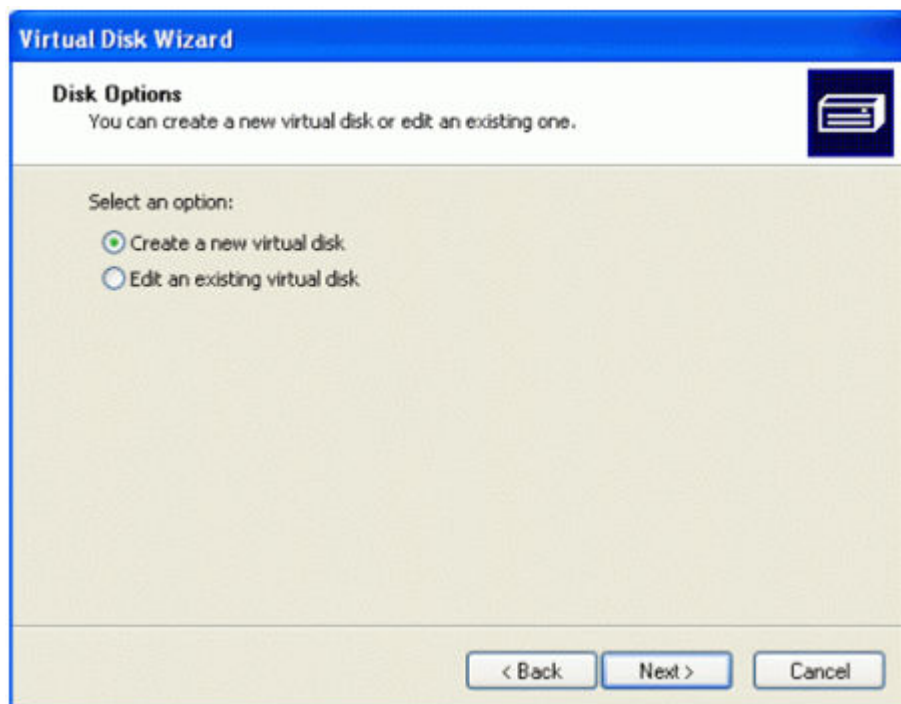 Virtual Disk Wizard
Disk Options
You can create a new virtual disk or edit an existing one.
Select an option:
Create a new virtual disk
Edit an existing virtual disk
< Back
Next >
Cancel